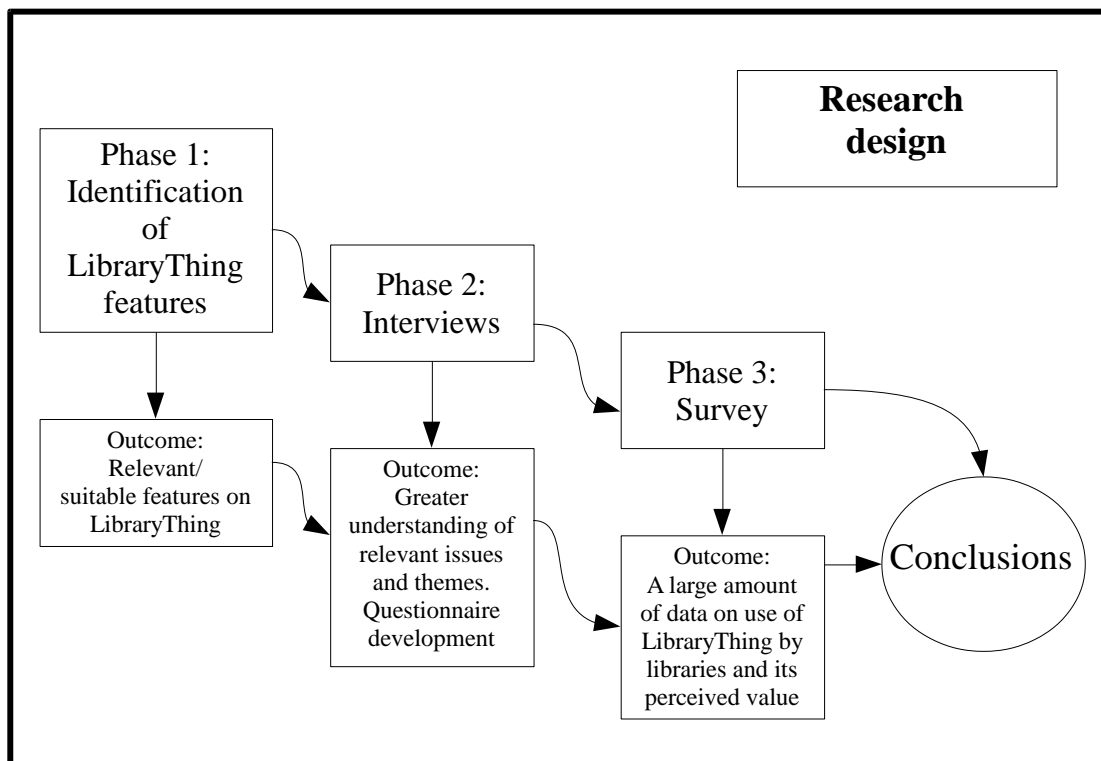 Research
design
Phase 1:
Identification
of
LibraryThing
features
Phase 2:
Interviews
Phase 3:
Survey
Outcome:
Relevant/
suitable features on
LibraryThing
Outcome:
Greater
understanding of
relevant issues
and themes.
Questionnaire
development
Outcome:
A large amount
of data on use of
LibraryThing by
libraries and its
perceived value
Conclusions